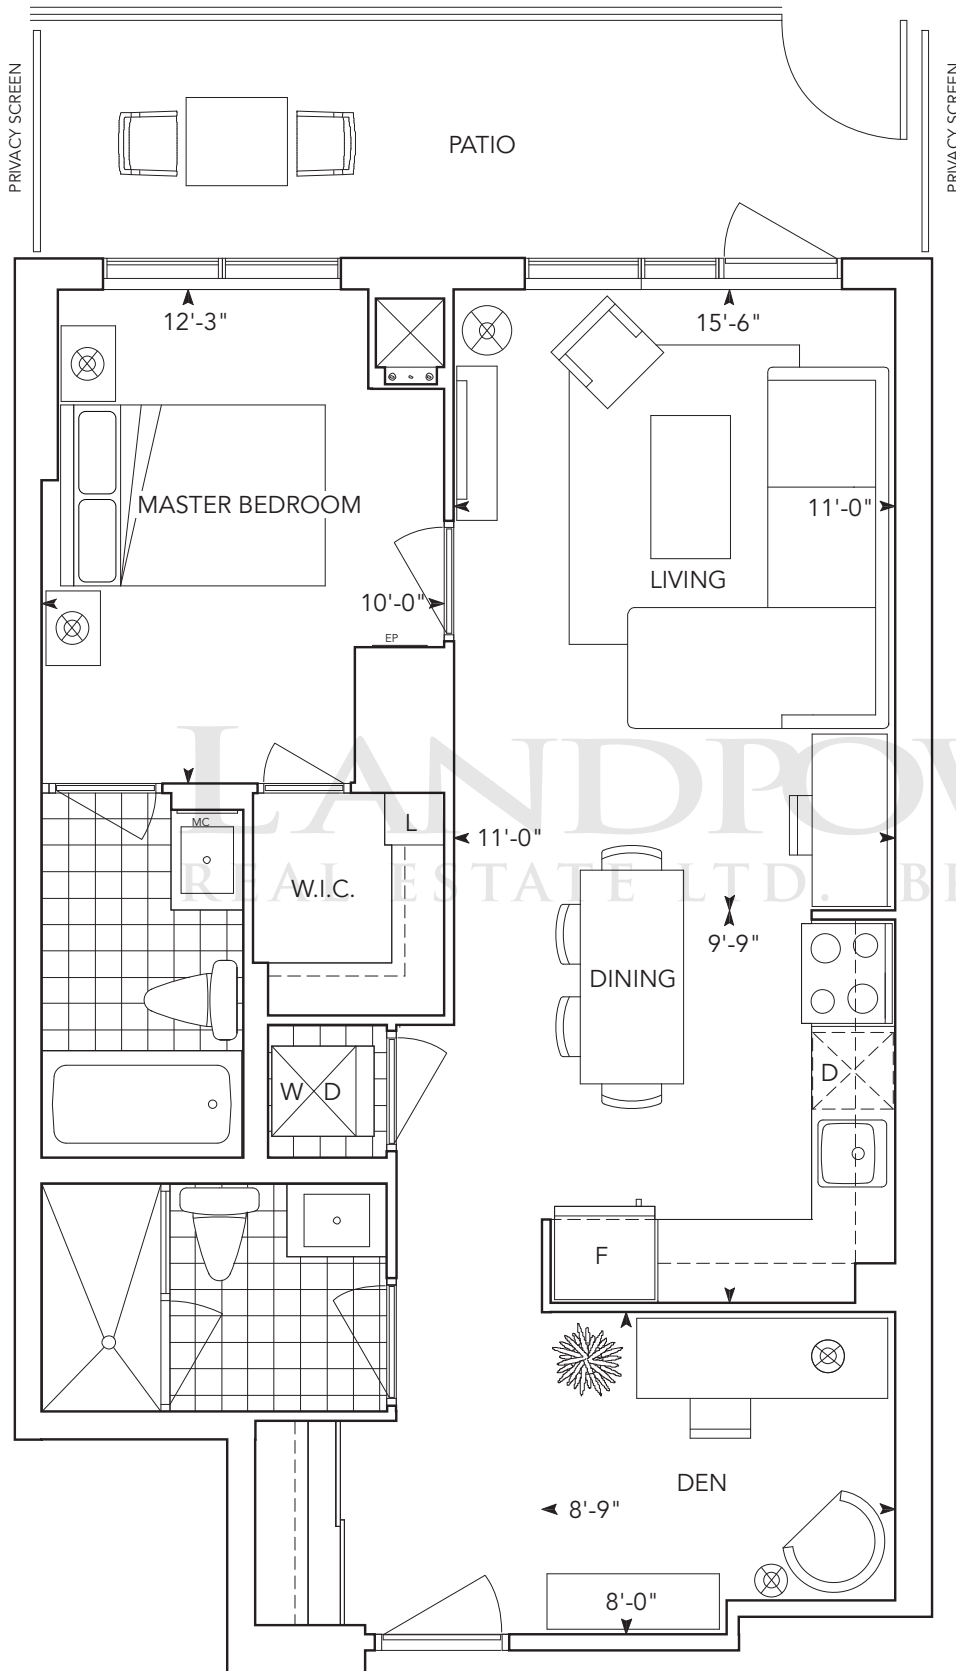 PRIVACY SCREEN
PATIO
PRIVACY SCREEN
12'-3"
15'-6"
MASTER BEDROOM
11'-0"
LIVING
10'-0"
EP
LANDPOW
MC
L
11'-0"
W.I.C.
REAL ESTATE LTD. B
9'-9"
DINING
W D
D
F
DEN
8'-9"
8'-0"